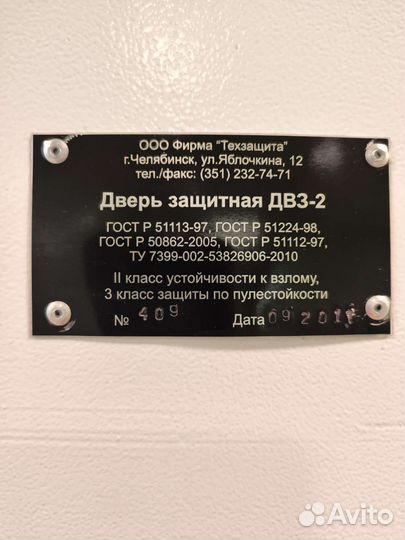 ООО Фирма "Техзащита"
г.Челябинск, ул.Яблочкина, 12
тел./факс: (351) 232-74-71
Дверь защитная ДВЗ-2
ГОСТ Р 51113-97, ГОСТ Р 51224-98,
ГОСТ Р 50862-2005, ГОСТ Р 51112-97,
ТУ 7399-002-53826906-2010
II класс устойчивости к взлому,
3 класс защиты по пулестойкости
№ 409 Дата 09 2011
Avito